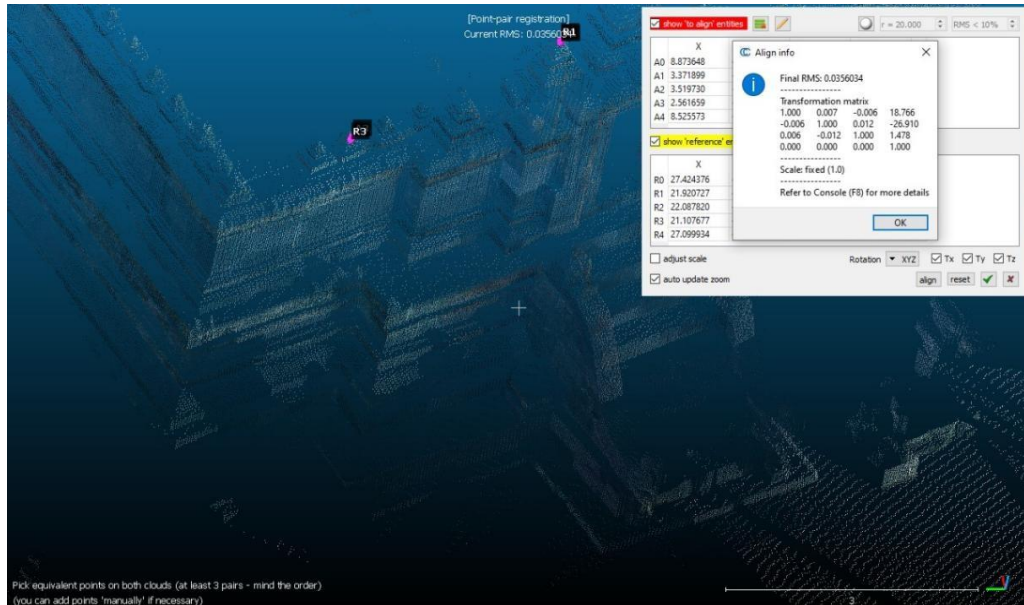 [Point-pair registration]
Current RMS: 0.0356034
R3
show 'to align' entities
r = 20.000
RMS < 10%
X
A0 8.873648
A1 3.371899
A2 3.519730
A3 2.561659
A4 8.525573
show 'reference'
X
R0 27.424376
R1 21.920727
R2 22.087820
R3 21.107677
R4 27.099934
Align info
Final RMS: 0.0356034
----------------
Transformation matrix
1.000 0.007 -0.006 18.766
-0.006 1.000 0.012 -26.910
0.006 -0.012 1.000 1.478
0.000 0.000 0.000 1.000
----------------
Scale: fixed (1.0)
----------------
Refer to Console (F8) for more details
OK
adjust scale
Rotation XYZ Tx Ty Tz
auto update zoom
align reset
Pick equivalent points on both clouds (at least 3 pairs - mind the order)
(you can add points 'manually' if necessary)
3